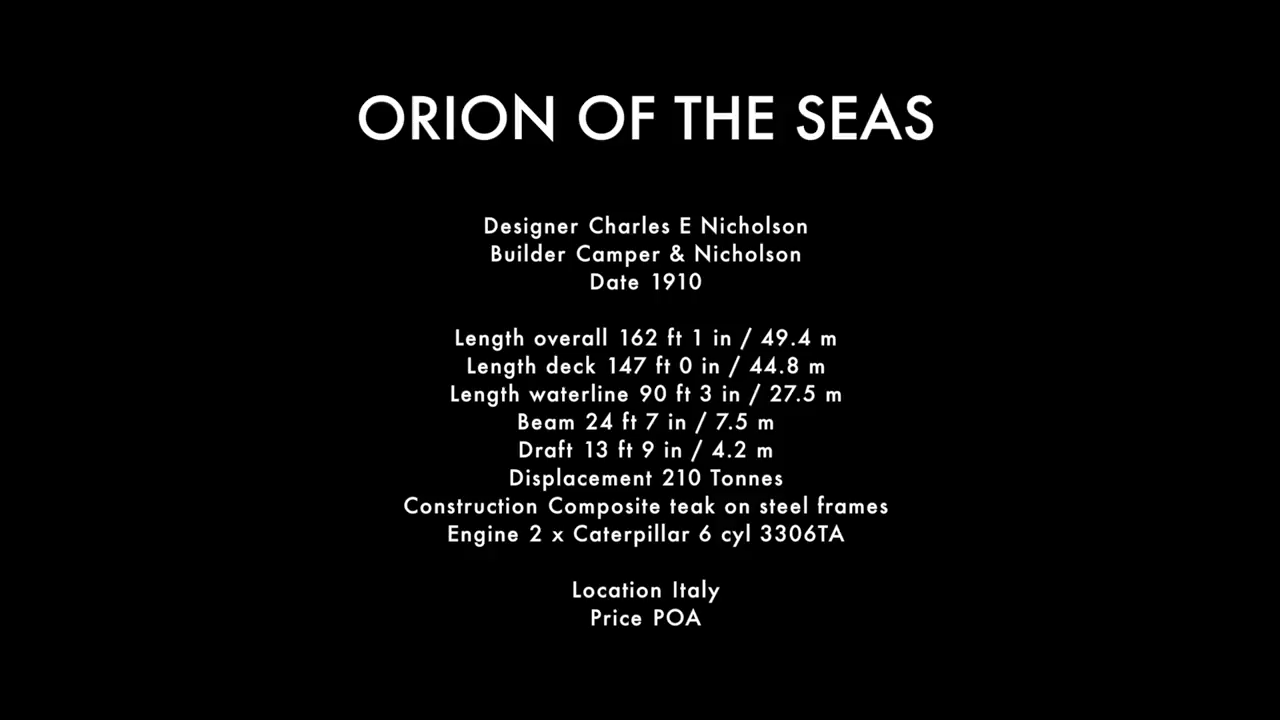 ORION OF THE SEAS
Designer Charles E Nicholson
Builder Camper & Nicholson
Date 1910
Length overall 162 ft 1 in / 49.4 m
Length deck 147 ft 0 in / 44.8 m
Length waterline 90 ft 3 in / 27.5 m
Beam 24 ft 7 in / 7.5 m
Draft 13 ft 9 in / 4.2 m
Displacement 210 Tonnes
Construction Composite teak on steel frames
Engine 2 x Caterpillar 6 cyl 3306TA
Location Italy
Price POA